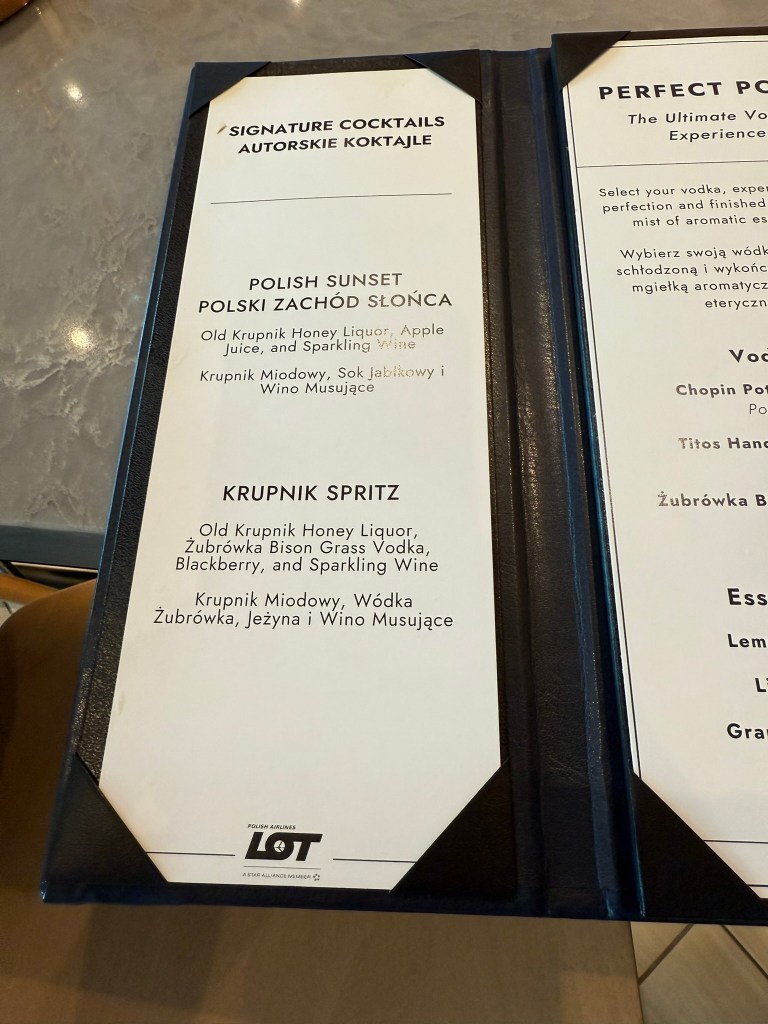 SIGNATURE COCKTAILS
AUTORSKIE KOKTAJLE
POLISH SUNSET
POLSKI ZACHÓD SŁOŃCA
Old Krupnik Honey Liquor, Apple
Juice, and Sparkling Wine
Krupnik Miodowy, Sok Jabłkowy i
Wino Musujące
KRUPNIK SPRITZ
Old Krupnik Honey Liquor,
Żubrówka Bison Grass Vodka,
Blackberry, and Sparkling Wine
Krupnik Miodowy, Wódka
Żubrówka, Jeżyna i Wino Musujące
POLISH AIRLINES
LOT
A STAR ALLIANCE MEMBER
PERFECT PO
The Ultimate Vo
Experience
Select your vodka, expe
perfection and finished
mist of aromatic es
Wybierz swoją wódk
schłodzoną i wykońc
mgiełką aromatycz
eteryczn
Vod
Chopin Pot
Po
Titos Hand
Żubrówka B
Ess
Lem
Li
Gra